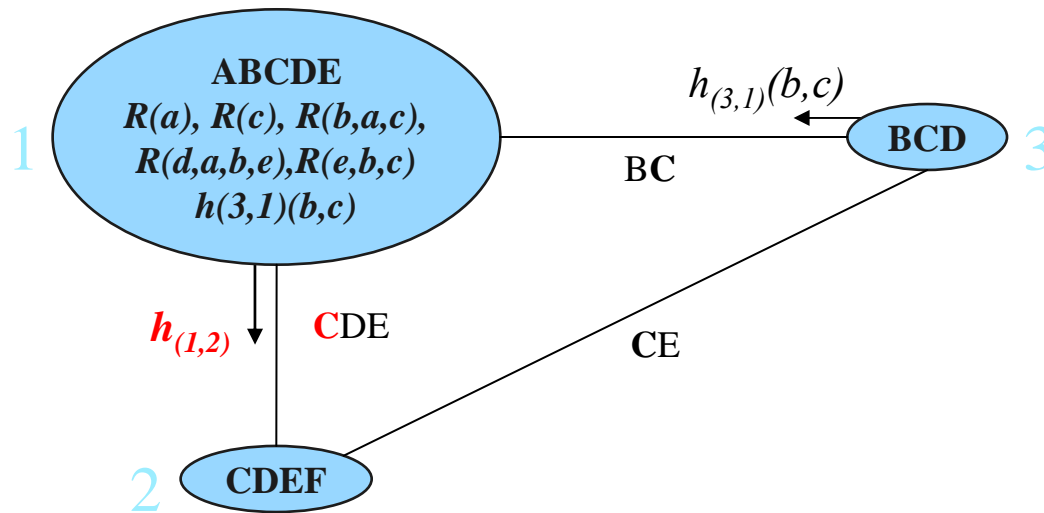 ABCDE
R(a), R(c), R(b,a,c),
R(d,a,b,e),R(e,b,c)
h(3,1)(b,c)
1
h(3,1)(b,c)
BCD
3
BC
h(1,2)
CDE
CE
CDEF
2